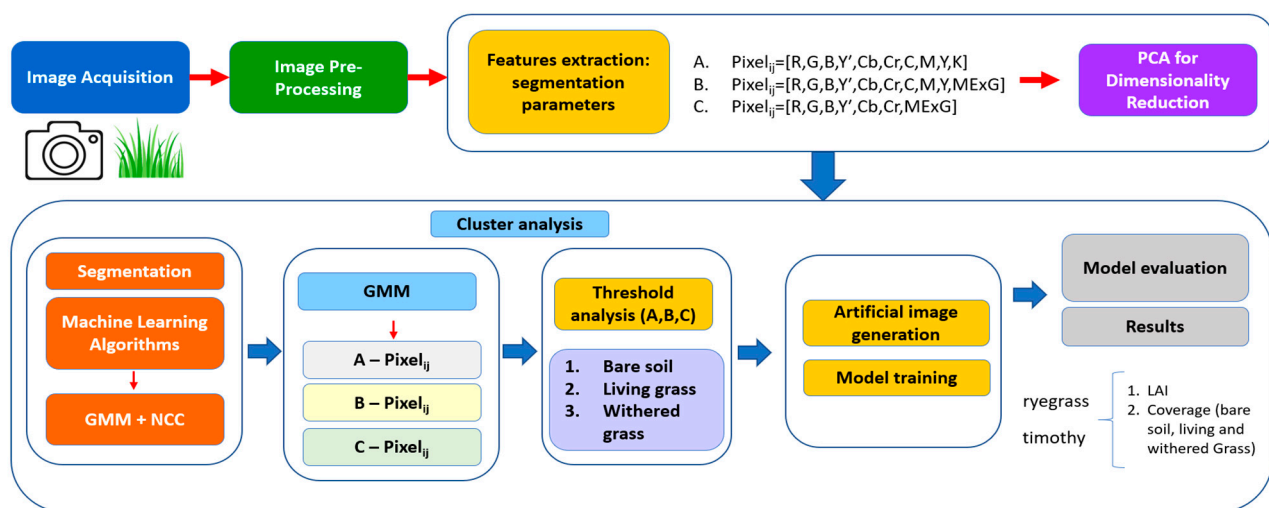 Image Acquisition
Image Pre-
Processing
Features extraction:
segmentation
parameters
A. Pixelij=[R,G,B,Y’,Cb,Cr,C,M,Y,K]
B. Pixelij=[R,G,B,Y’,Cb,Cr,C,M,Y,MExG]
C. Pixelij=[R,G,B,Y’,Cb,Cr,MExG]
PCA for
Dimensionality
Reduction
Cluster analysis
Segmentation
Machine Learning
Algorithms
GMM + NCC
GMM
A – Pixelij
B – Pixelij
C – Pixelij
Threshold
analysis (A,B,C)
1. Bare soil
2. Living grass
3. Withered
grass
Artificial image
generation
Model training
Model evaluation
Results
ryegrass
timothy
1. LAI
2. Coverage (bare
soil, living and
withered Grass)